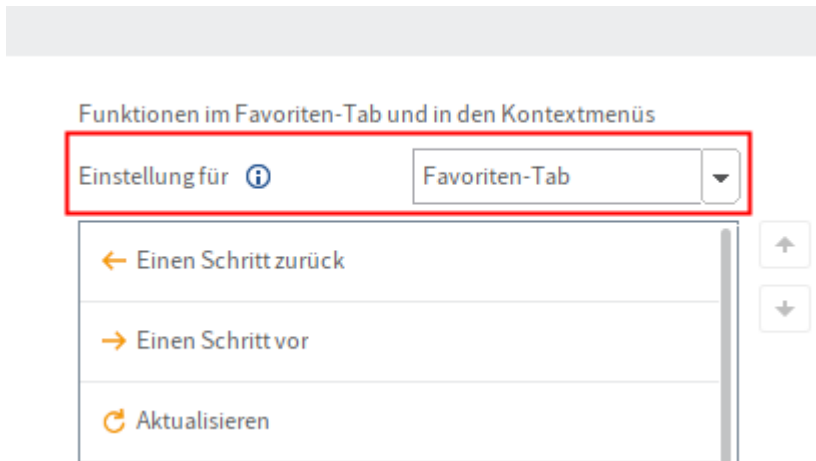 Funktionen im Favoriten-Tab und in den Kontextmenüs
Einstellung für Favoriten-Tab
Einen Schritt zurück
Einen Schritt vor
Aktualisieren